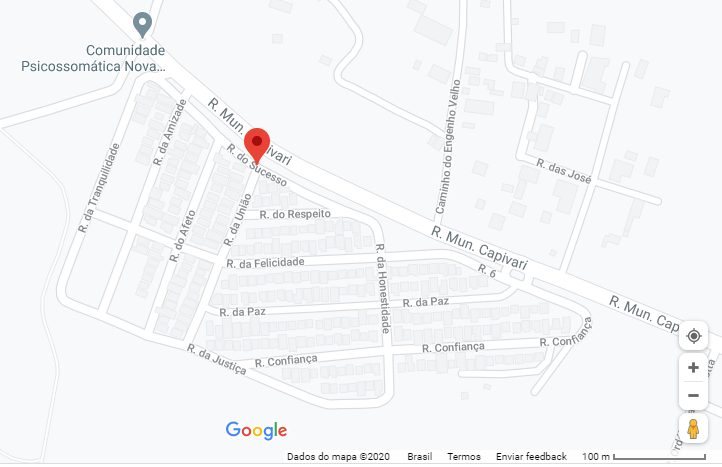 Comunidade
Psicossomática Nova...
R. Mun. Capivari
R. da Amizade
R. do Sucesso
Caminho do Engenho Velho
R. das José
R. da Tranquilidade
R. do Afeto
R. da União
R. do Respeito
R. Mun. Capivari
R. da Felicidade
R. da Honestidade
R. 6
R. da Paz
R. da Paz
R. Mun. Cap
R. Confiança
R. Confiança
R. Confiança
R. da Justiça
Google
Dados do mapa ©2020 Brasil Termos Enviar feedback 100 m